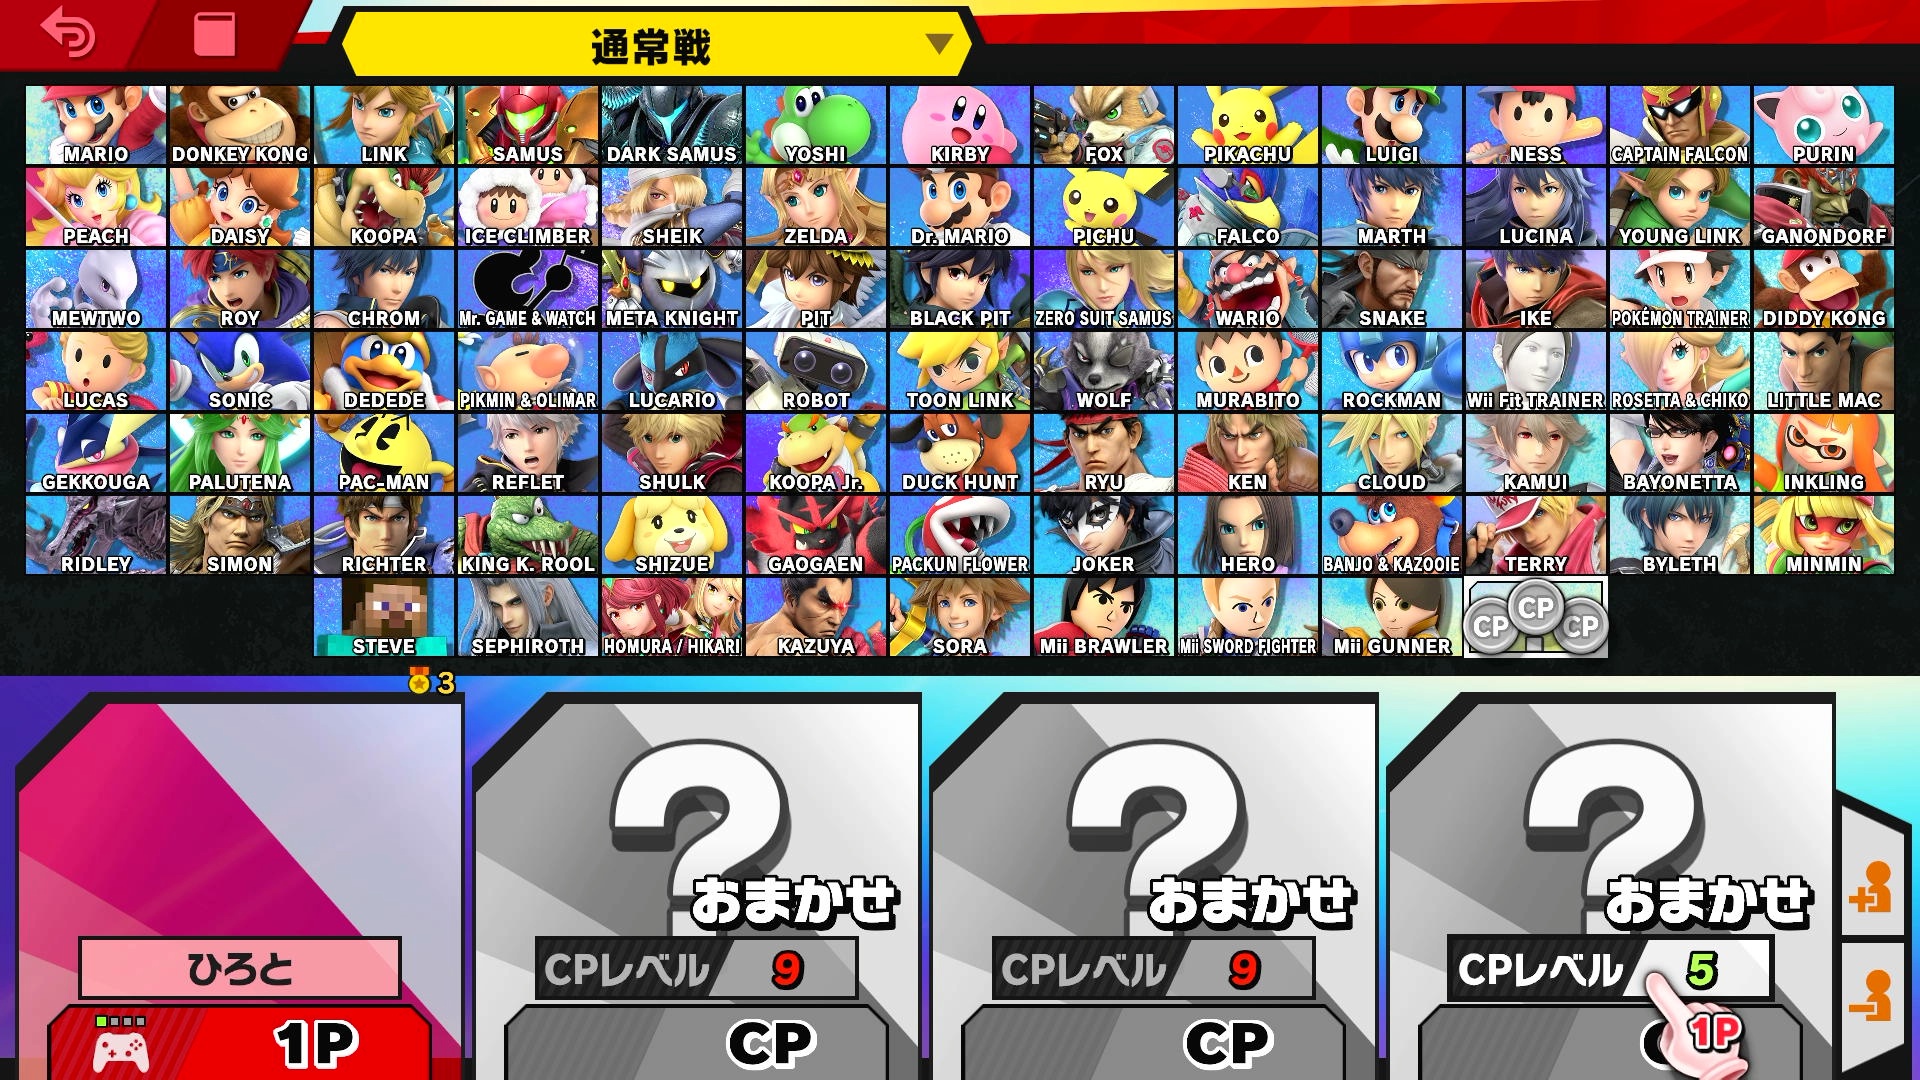 通常戦
MARIO
DONKEY KONG
LINK
SAMUS
DARK SAMUS
YOSHI
KIRBY
FOX
PIKACHU
LUIGI
NESS
CAPTAIN FALCON
PURIN
PEACH
DAISY
KOOPA
ICE CLIMBER
SHEIK
ZELDA
Dr. MARIO
PICHU
FALCO
MARTH
LUCINA
YOUNG LINK
GANONDORF
MEWTWO
ROY
CHROM
Mr. GAME & WATCH
META KNIGHT
PIT
BLACK PIT
ZERO SUIT SAMUS
WARIO
SNAKE
IKE
POKÉMON TRAINER
DIDDY KONG
LUCAS
SONIC
DEDEDE
PIKMIN & OLIMAR
LUCARIO
ROBOT
TOON LINK
WOLF
MURABITO
ROCKMAN
Wii Fit TRAINER
ROSETTA & CHIKO
LITTLE MAC
GEKKOUGA
PALUTENA
PAC-MAN
REFLET
SHULK
KOOPA Jr.
DUCK HUNT
RYU
KEN
CLOUD
KAMUI
BAYONETTA
INKLING
RIDLEY
SIMON
RICHTER
KING K. ROOL
SHIZUE
GAOGAEN
PACKUN FLOWER
JOKER
HERO
BANJO & KAZOOIE
TERRY
BYLETH
MINMIN
STEVE
SEPHIROTH
HOMURA / HIKARI
KAZUYA
SORA
Mii BRAWLER
Mii SWORD FIGHTER
Mii GUNNER
CP CP CP
3
おまかせ
おまかせ
おまかせ
ひろと
CPレベル 9
CPレベル 9
CPレベル 5
1P
CP
CP
1P